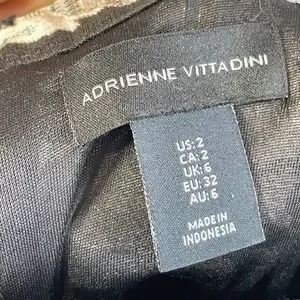 ADRIENNE VITTADINI
US: 2
CA: 2
UK: 6
EU: 32
AU: 6
MADE IN
INDONESIA